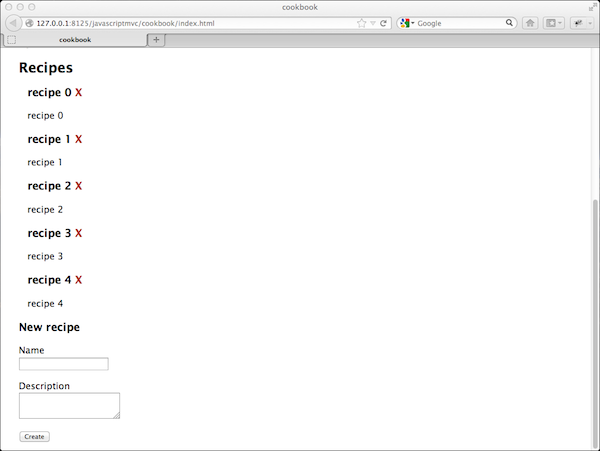 cookbook
127.0.0.1:8125/javascriptmvc/cookbook/index.html
Google
cookbook
Recipes
recipe 0 X
recipe 0
recipe 1 X
recipe 1
recipe 2 X
recipe 2
recipe 3 X
recipe 3
recipe 4 X
recipe 4
New recipe
Name
Description
Create